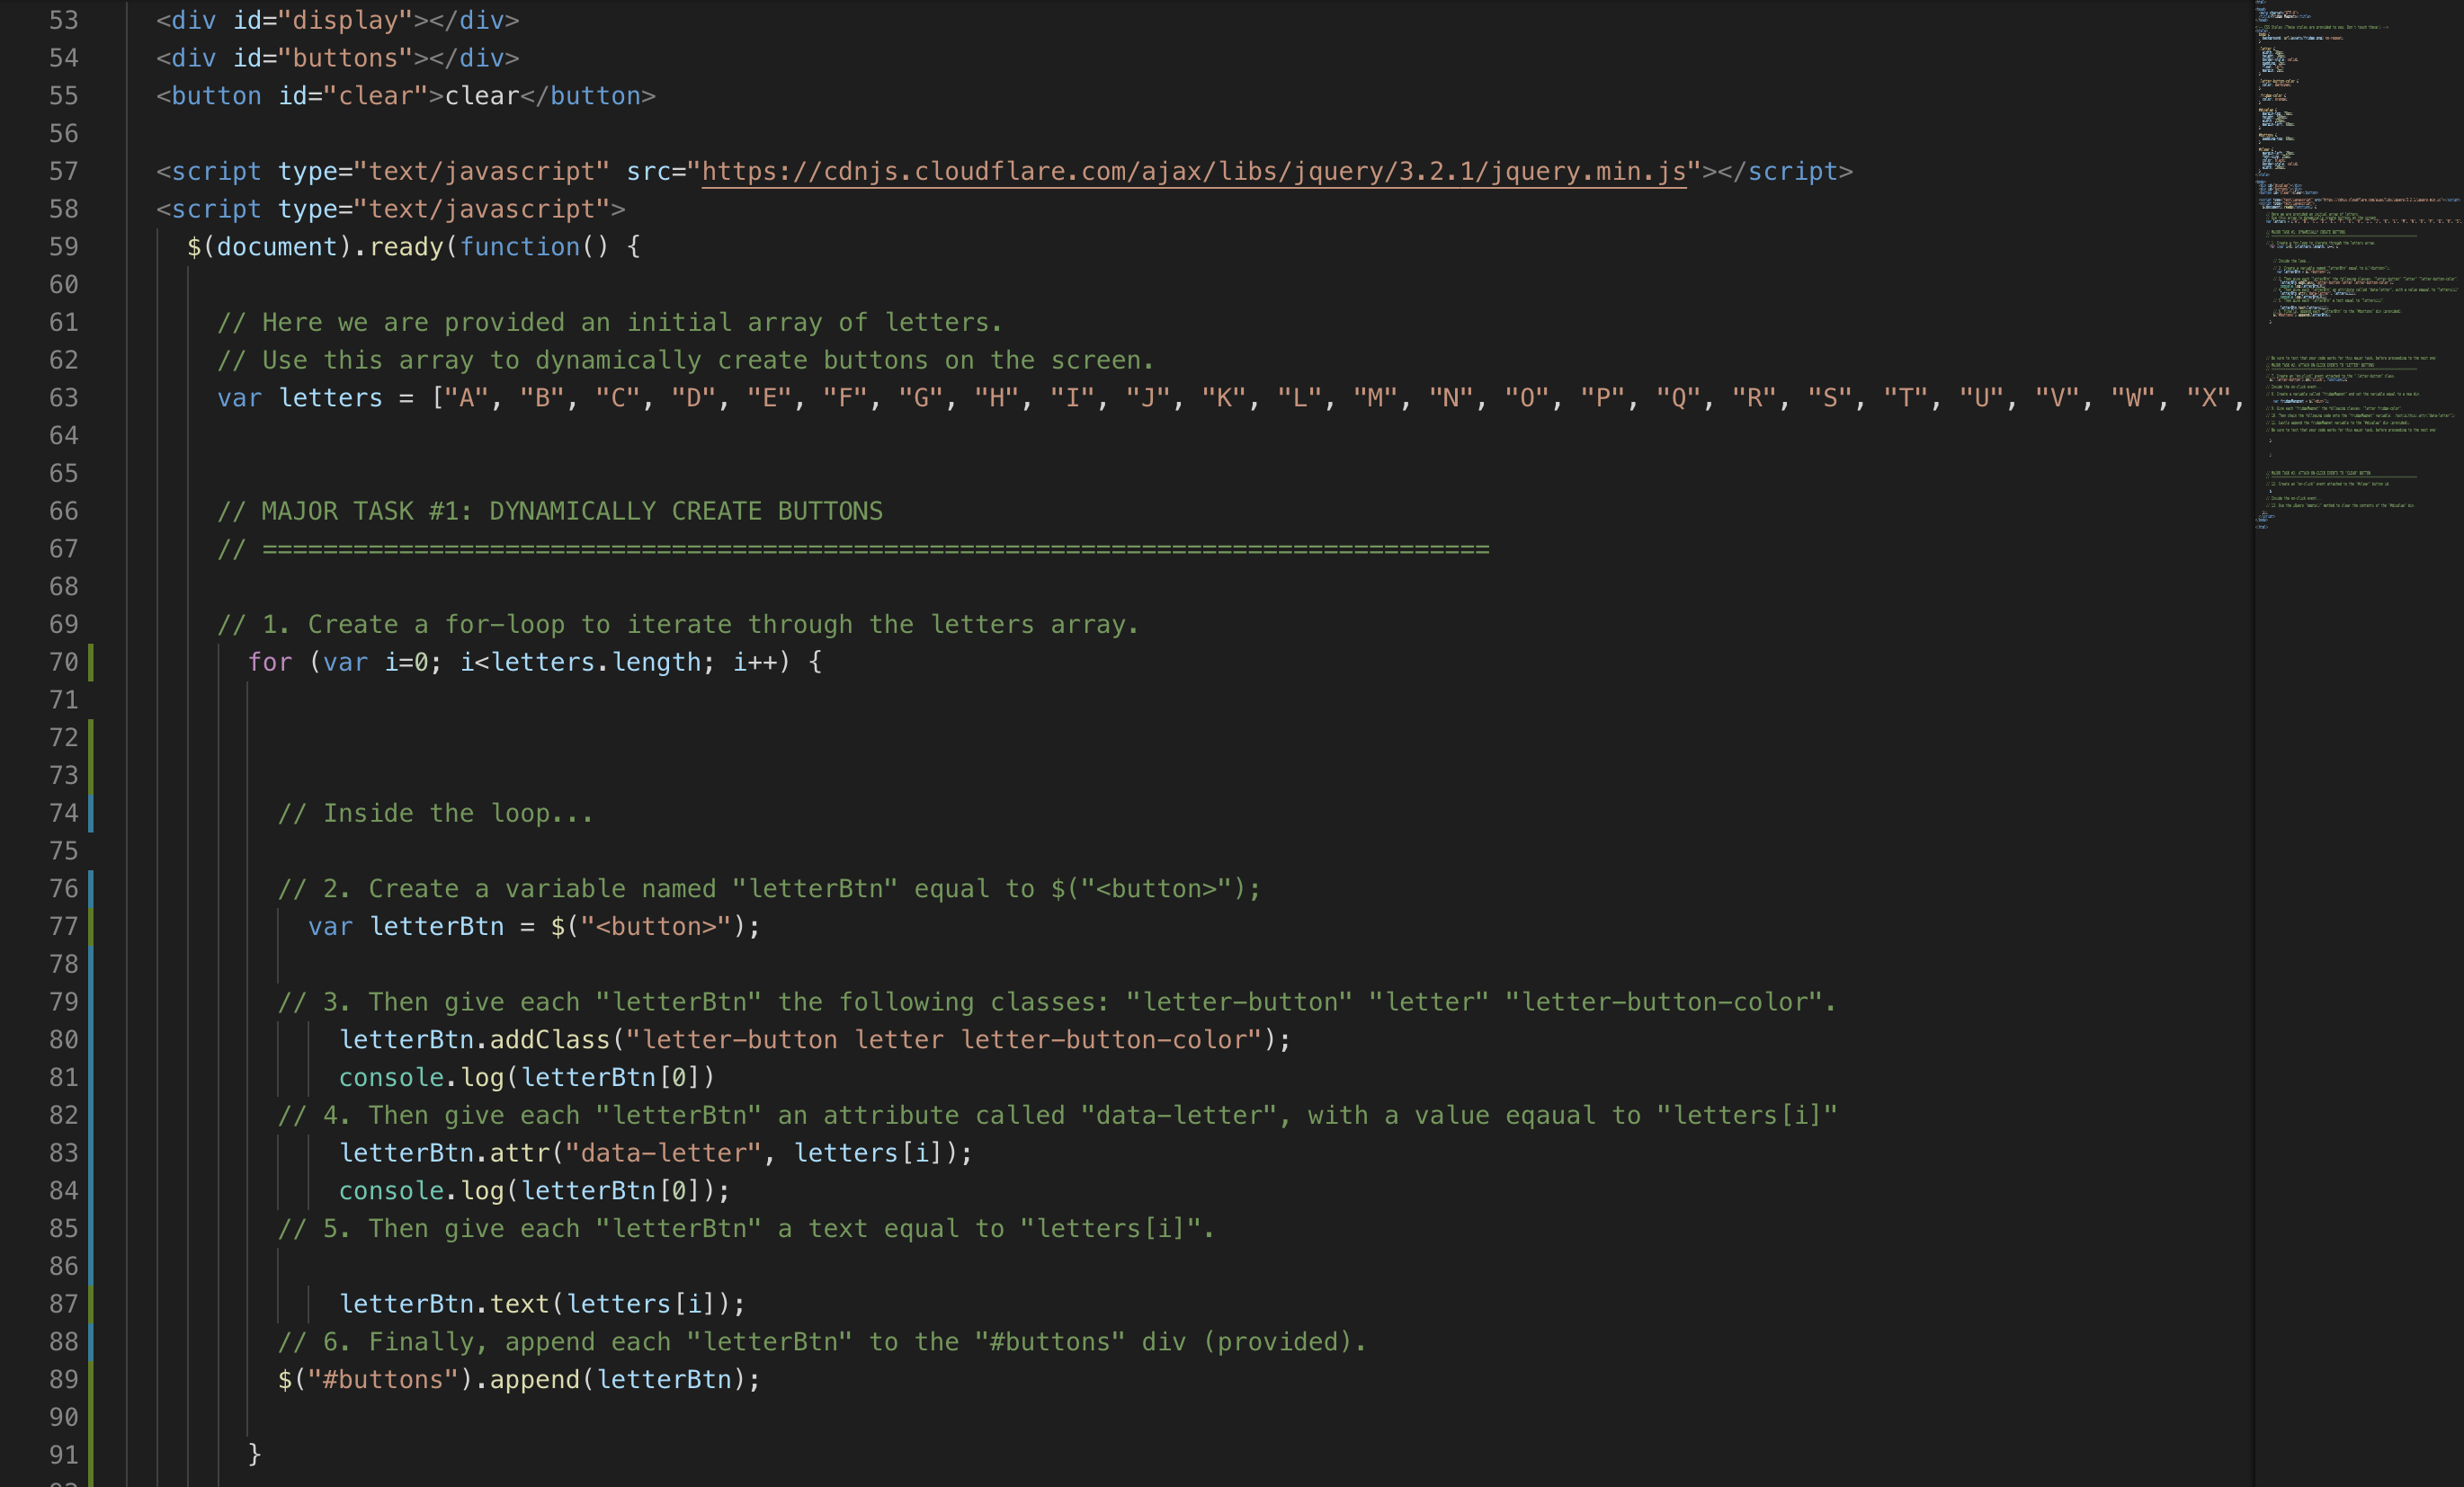 53 <div id="display"></div>
54 <div id="buttons"></div>
55 <button id="clear">clear</button>
56
57 <script type="text/javascript" src="https://cdnjs.cloudflare.com/ajax/libs/jquery/3.2.1/jquery.min.js"></script>
58 <script type="text/javascript">
59 $(document).ready(function() {
60
61 // Here we are provided an initial array of letters.
62 // Use this array to dynamically create buttons on the screen.
63 var letters = ["A", "B", "C", "D", "E", "F", "G", "H", "I", "J", "K", "L", "M", "N", "O", "P", "Q", "R", "S", "T", "U", "V", "W", "X",
64
65
66 // MAJOR TASK #1: DYNAMICALLY CREATE BUTTONS
67 // =================================================================================
68
69 // 1. Create a for-loop to iterate through the letters array.
70 for (var i=0; i<letters.length; i++) {
71
72
73
74 // Inside the loop...
75
76 // 2. Create a variable named "letterBtn" equal to $("<button>");
77 var letterBtn = $("<button>");
78
79 // 3. Then give each "letterBtn" the following classes: "letter-button" "letter" "letter-button-color".
80 letterBtn.addClass("letter-button letter letter-button-color");
81 console.log(letterBtn[0])
82 // 4. Then give each "letterBtn" an attribute called "data-letter", with a value eqaual to "letters[i]"
83 letterBtn.attr("data-letter", letters[i]);
84 console.log(letterBtn[0]);
85 // 5. Then give each "letterBtn" a text equal to "letters[i]".
86
87 letterBtn.text(letters[i]);
88 // 6. Finally, append each "letterBtn" to the "#buttons" div (provided).
89 $("#buttons").append(letterBtn);
90
91 }